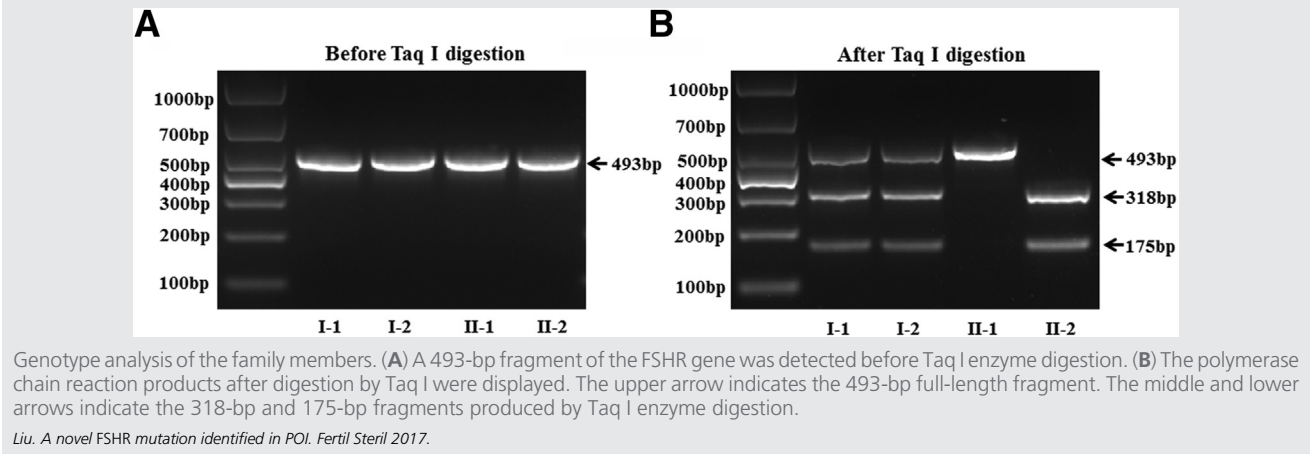 A
Before Taq I digestion
1000bp
700bp
500bp
400bp
300bp
200bp
100bp
493bp
I-1 I-2 II-1 II-2
B
After Taq I digestion
1000bp
700bp
500bp
400bp
300bp
200bp
100bp
493bp
318bp
175bp
I-1 I-2 II-1 II-2
Genotype analysis of the family members. (A) A 493-bp fragment of the FSHR gene was detected before Taq I enzyme digestion. (B) The polymerase
chain reaction products after digestion by Taq I were displayed. The upper arrow indicates the 493-bp full-length fragment. The middle and lower
arrows indicate the 318-bp and 175-bp fragments produced by Taq I enzyme digestion.
Liu. A novel FSHR mutation identified in POI. Fertil Steril 2017.